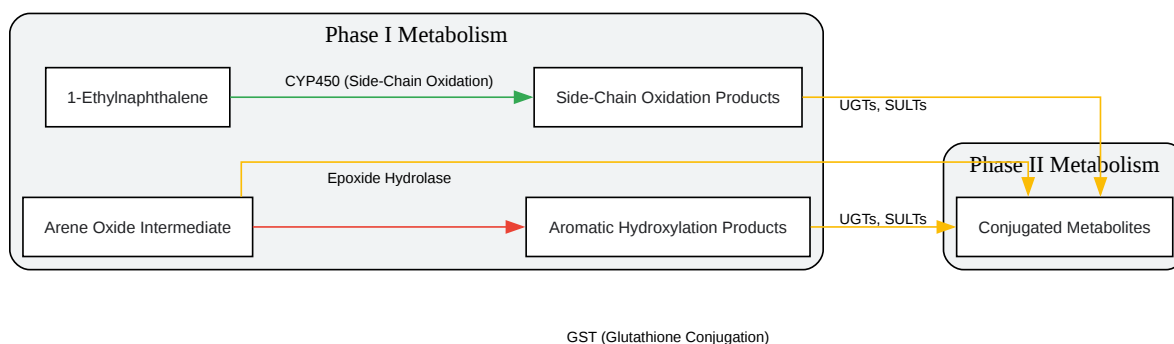 Phase I Metabolism
CYP450 (Side-Chain Oxidation)
1-Ethylnaphthalene
Side-Chain Oxidation Products
UGTs, SULTs
Phase II Metabolism
Epoxide Hydrolase
Arene Oxide Intermediate
Aromatic Hydroxylation Products
UGTs, SULTs
Conjugated Metabolites
GST (Glutathione Conjugation)